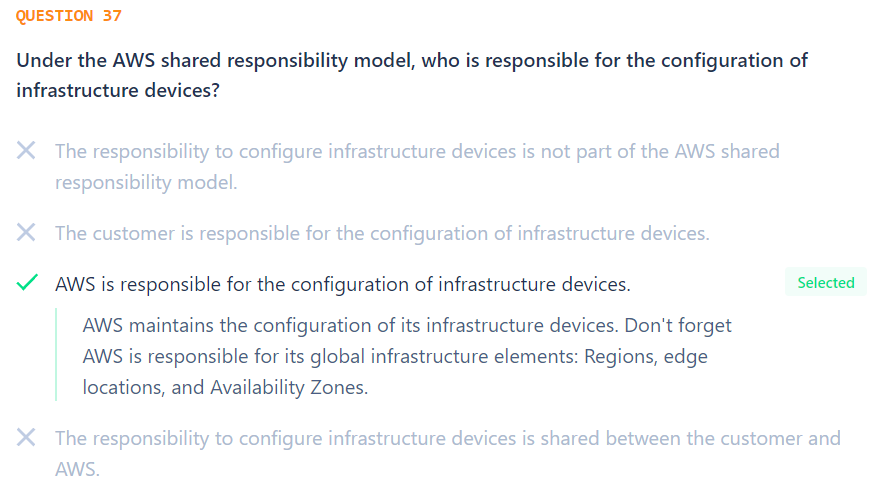 QUESTION 37
Under the AWS shared responsibility model, who is responsible for the configuration of
infrastructure devices?
The responsibility to configure infrastructure devices is not part of the AWS shared
responsibility model.
The customer is responsible for the configuration of infrastructure devices.
AWS is responsible for the configuration of infrastructure devices.
Selected
AWS maintains the configuration of its infrastructure devices. Don't forget
AWS is responsible for its global infrastructure elements: Regions, edge
locations, and Availability Zones.
The responsibility to configure infrastructure devices is shared between the customer and
AWS.